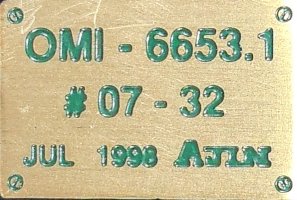 OMI - 6653.1
# 07 - 32
JUL 1998 AJIN